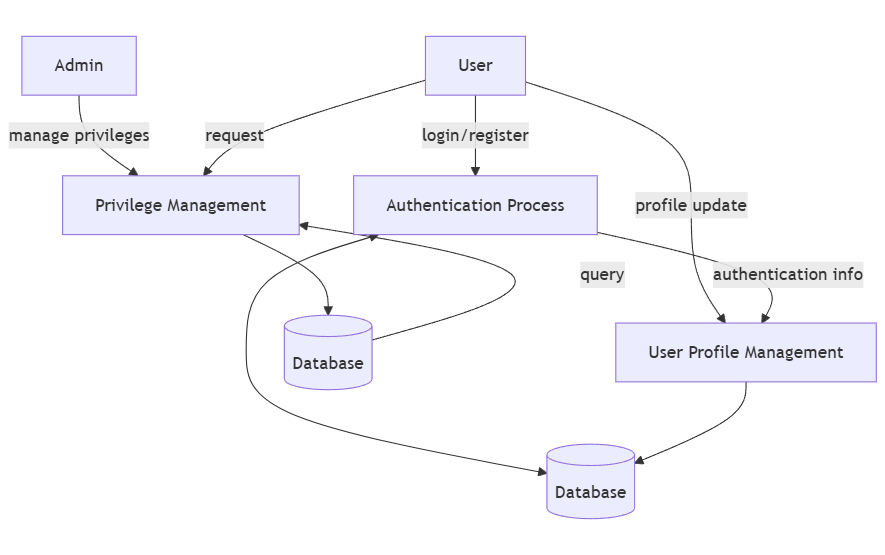 Admin
User
manage privileges
request
login/register
Privilege Management
Authentication Process
profile update
query
authentication info
User Profile Management
Database
Database